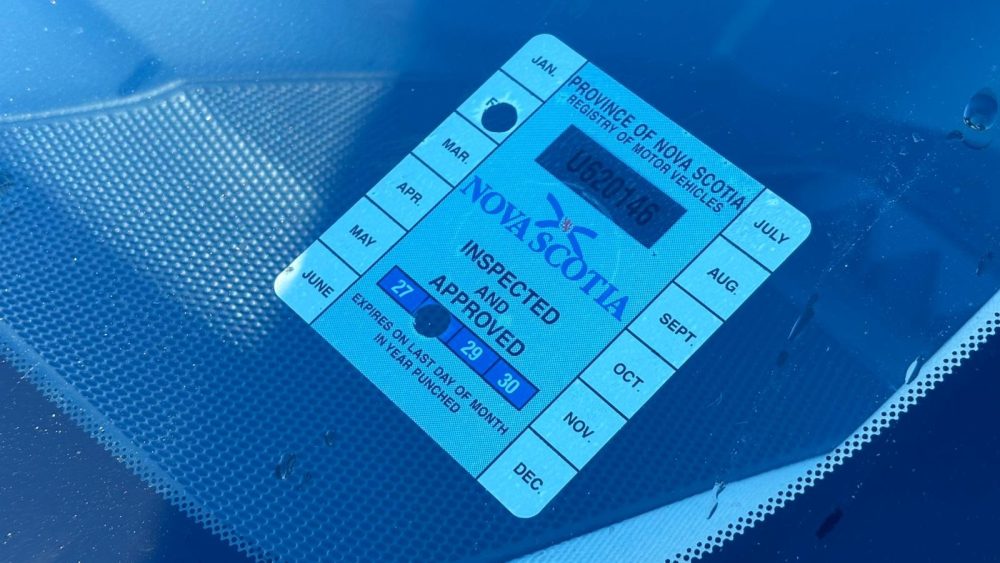 PROVINCE OF NOVA SCOTIA
REGISTRY OF MOTOR VEHICLES
U620146
NOVA SCOTIA
INSPECTED
AND
APPROVED
27 29 30
EXPIRES ON LAST DAY OF MONTH
IN YEAR PUNCHED
JAN.
MAR.
APR.
MAY
JUNE
JULY
AUG.
SEPT.
OCT.
NOV.
DEC.